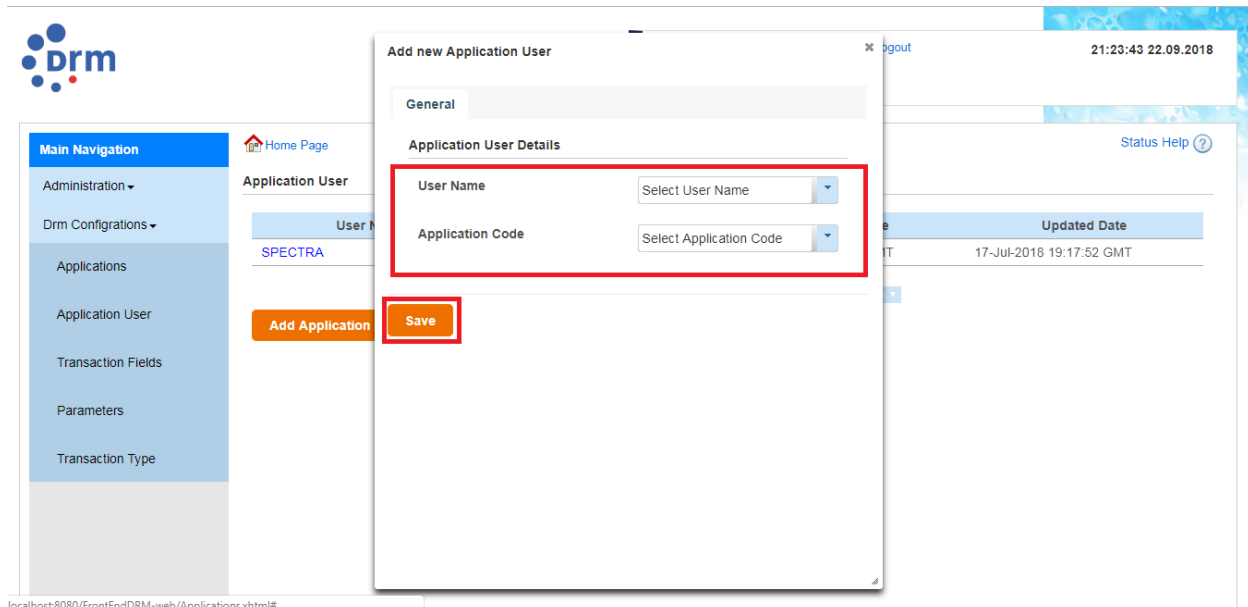 Drm
Add new Application User
ogout
21:23:43 22.09.2018
General
Main Navigation
Home Page
Application User Details
Status Help ?
Administration
Application User
User Name
Select User Name
Drm Configrations
User N
Application Code
Select Application Code
e
Updated Date
Applications
SPECTRA
MT
17-Jul-2018 19:17:52 GMT
Application User
Add Application
Save
Transaction Fields
Parameters
Transaction Type
localhost:8080/FrontEndDRM-web/Applications.xhtml#